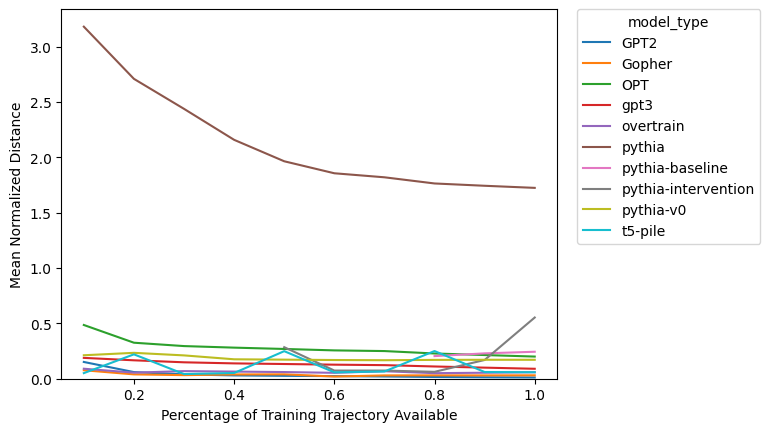 Mean Normalized Distance
3.0
2.5
2.0
1.5
1.0
0.5
0.0
0.2
0.4
0.6
0.8
1.0
Percentage of Training Trajectory Available
model_type
GPT2
Gopher
OPT
gpt3
overtrain
pythia
pythia-baseline
pythia-intervention
pythia-v0
t5-pile